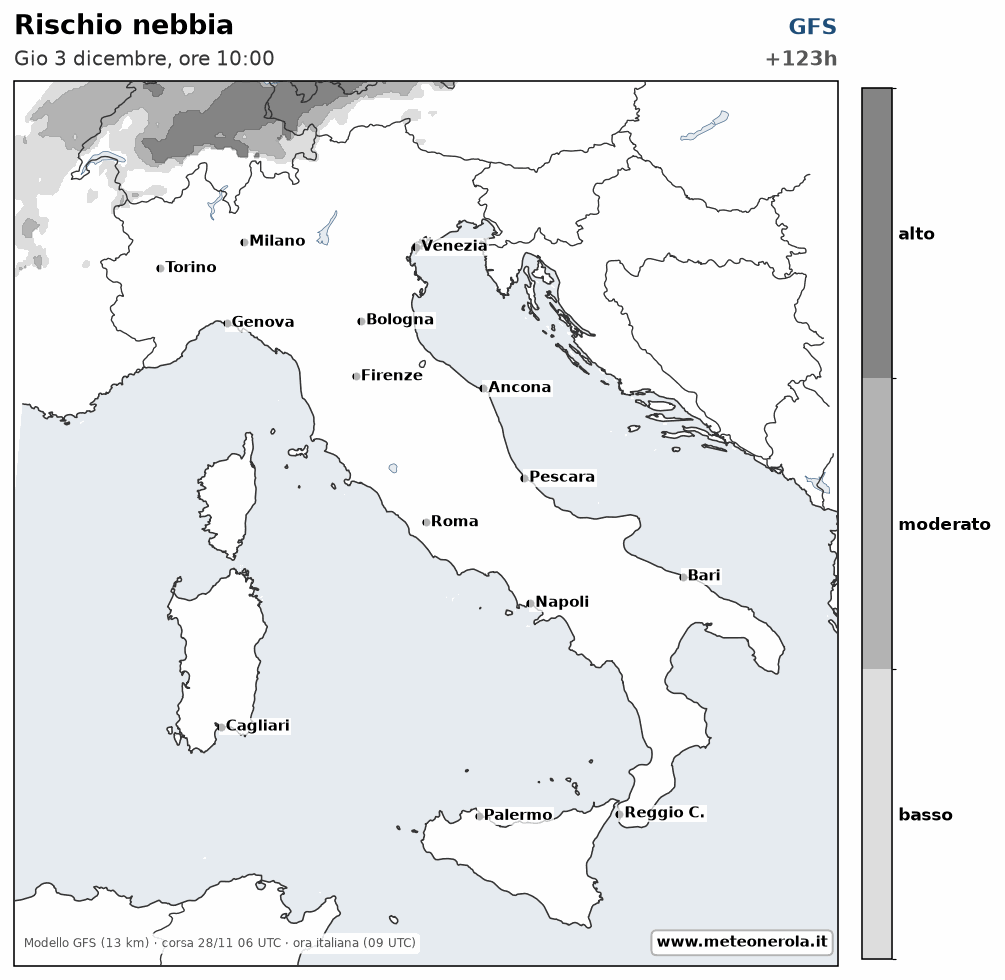 Rischio nebbia
GFS
Gio 3 dicembre, ore 10:00
+123h
alto
Milano
Venezia
Torino
Bologna
Genova
Firenze
Ancona
Pescara
Roma
moderato
Bari
Napoli
Cagliari
Reggio C.
Palermo
basso
Modello GFS (13 km) · corsa 28/11 06 UTC · ora italiana (09 UTC)
www.meteonerola.it